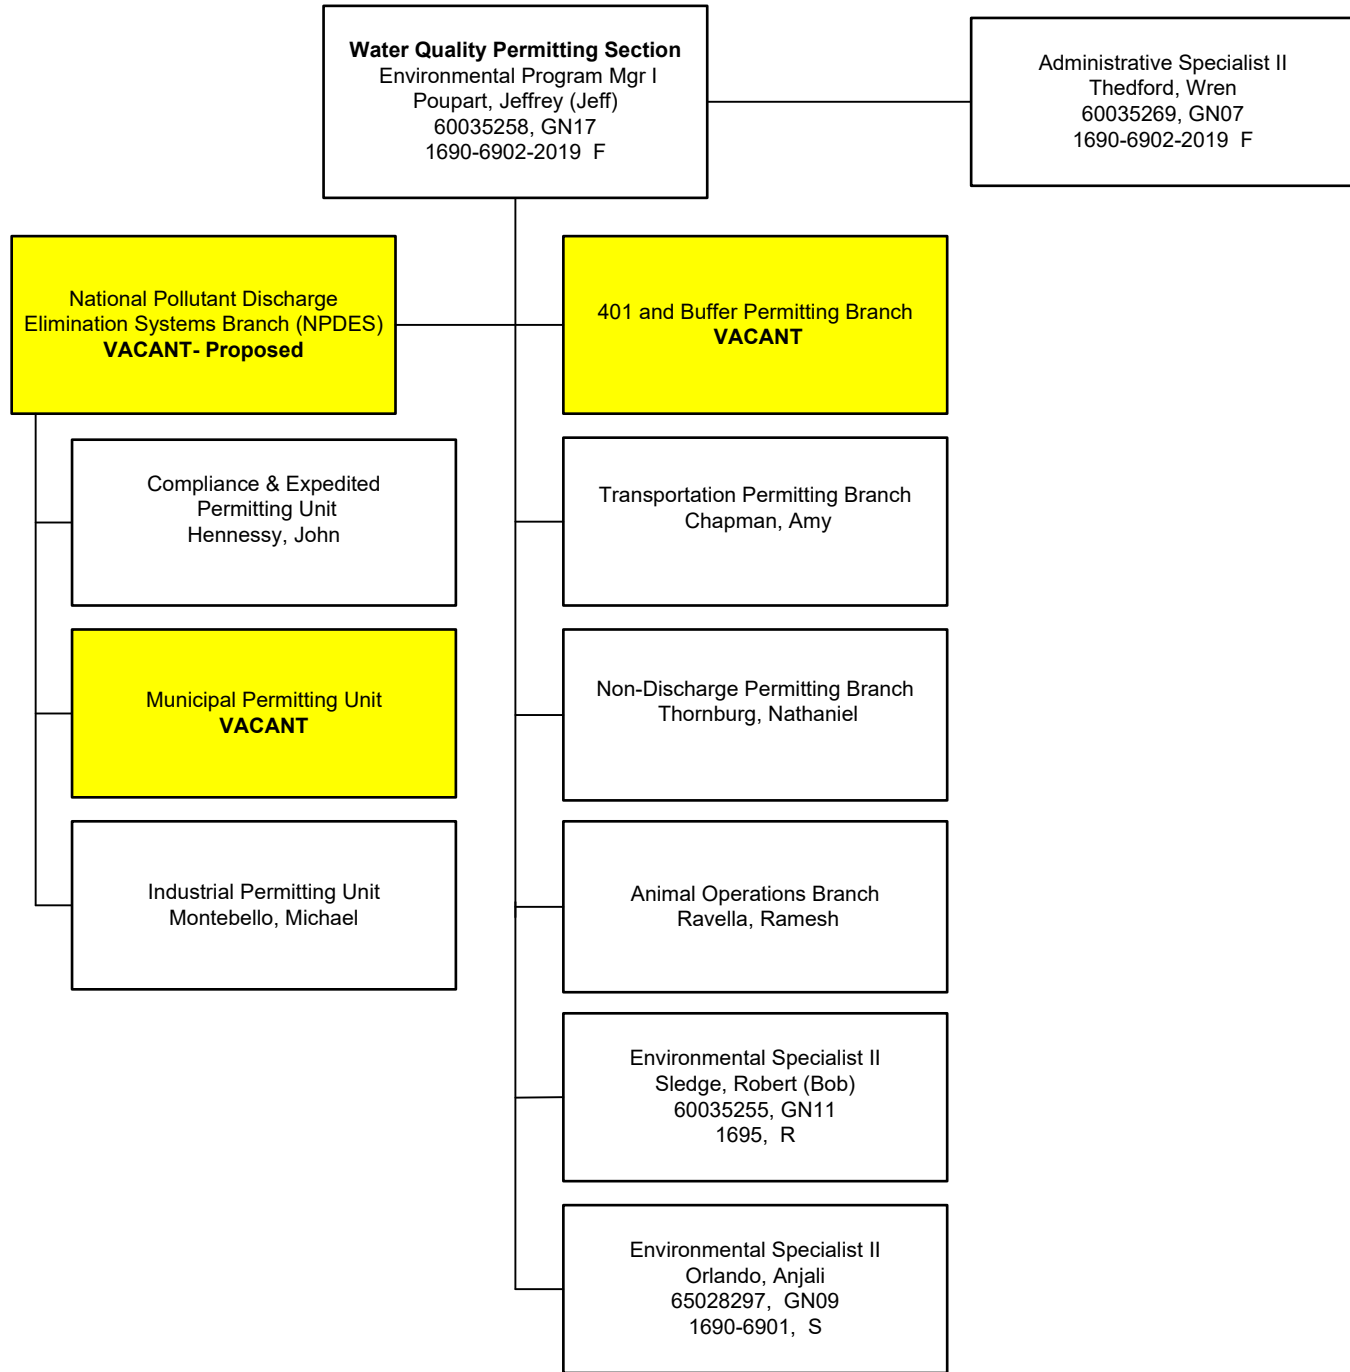 Water Quality Permitting Section
Environmental Program Mgr I
Poupart, Jeffrey (Jeff)
60035258, GN17
1690-6902-2019  F
Administrative Specialist II
Thedford, Wren
60035269, GN07
1690-6902-2019  F
National Pollutant Discharge
Elimination Systems Branch (NPDES)
VACANT- Proposed
401 and Buffer Permitting Branch
VACANT
Compliance & Expedited
Permitting Unit
Hennessy, John
Transportation Permitting Branch
Chapman, Amy
Municipal Permitting Unit
VACANT
Non-Discharge Permitting Branch
Thornburg, Nathaniel
Industrial Permitting Unit
Montebello, Michael
Animal Operations Branch
Ravella, Ramesh
Environmental Specialist II
Sledge, Robert (Bob)
60035255, GN11
1695,  R
Environmental Specialist II
Orlando, Anjali
65028297,  GN09
1690-6901,  S